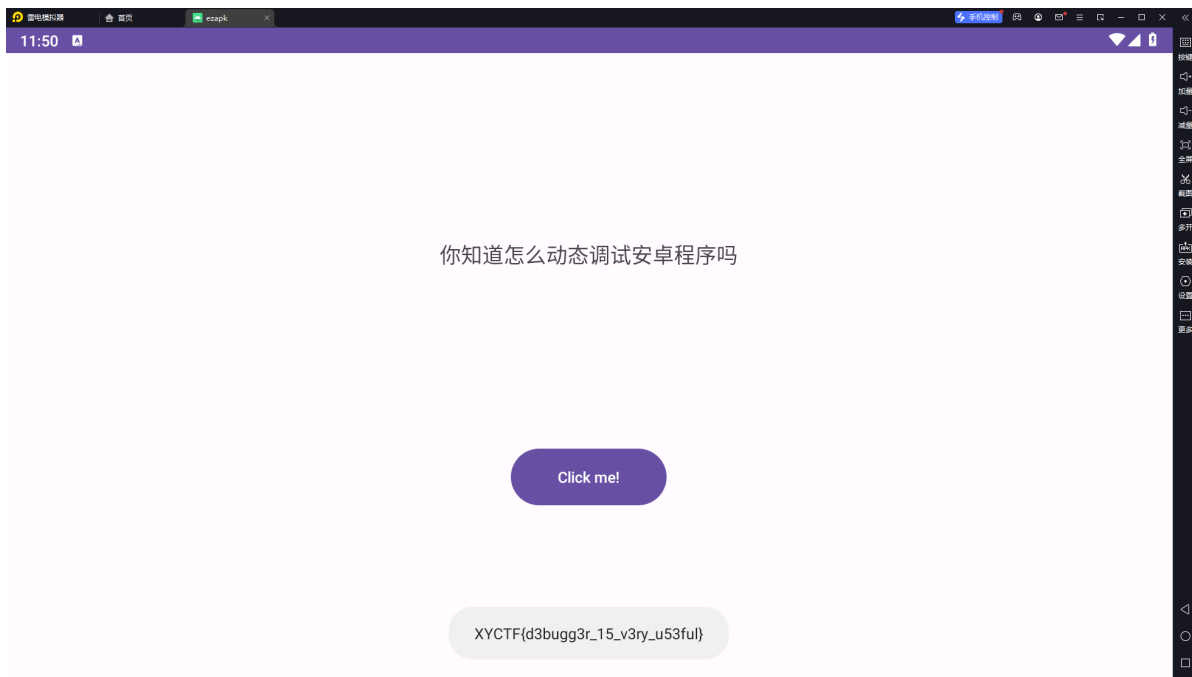 雷电模拟器 首页 ezapk 手机控制
11:50
按键
加量
减量
全屏
截图
多开
安装
设置
更多
你知道怎么动态调试安卓程序吗
Click me!
XYCTF{d3bugg3r_15_v3ry_u53ful}